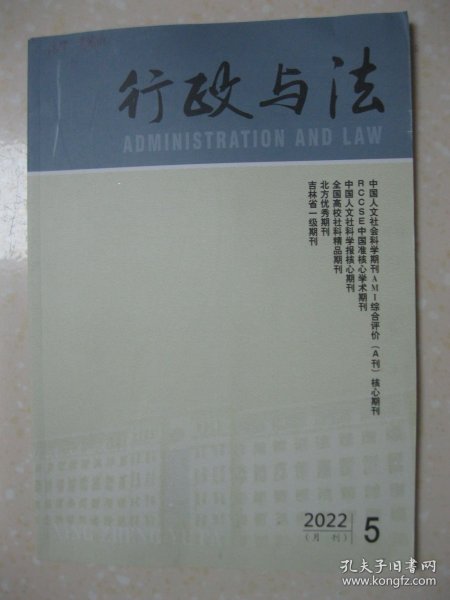 行政与法
ADMINISTRATION AND LAW
中国人文社会科学期刊AMI综合评价（A刊）核心期刊
RCCSE中国准核心学术期刊
中国人文社科学报核心期刊
全国高校社科精品期刊
北方优秀期刊
吉林省一级期刊
2022
（月刊）
5
孔夫子旧书网
www.kongfz.com